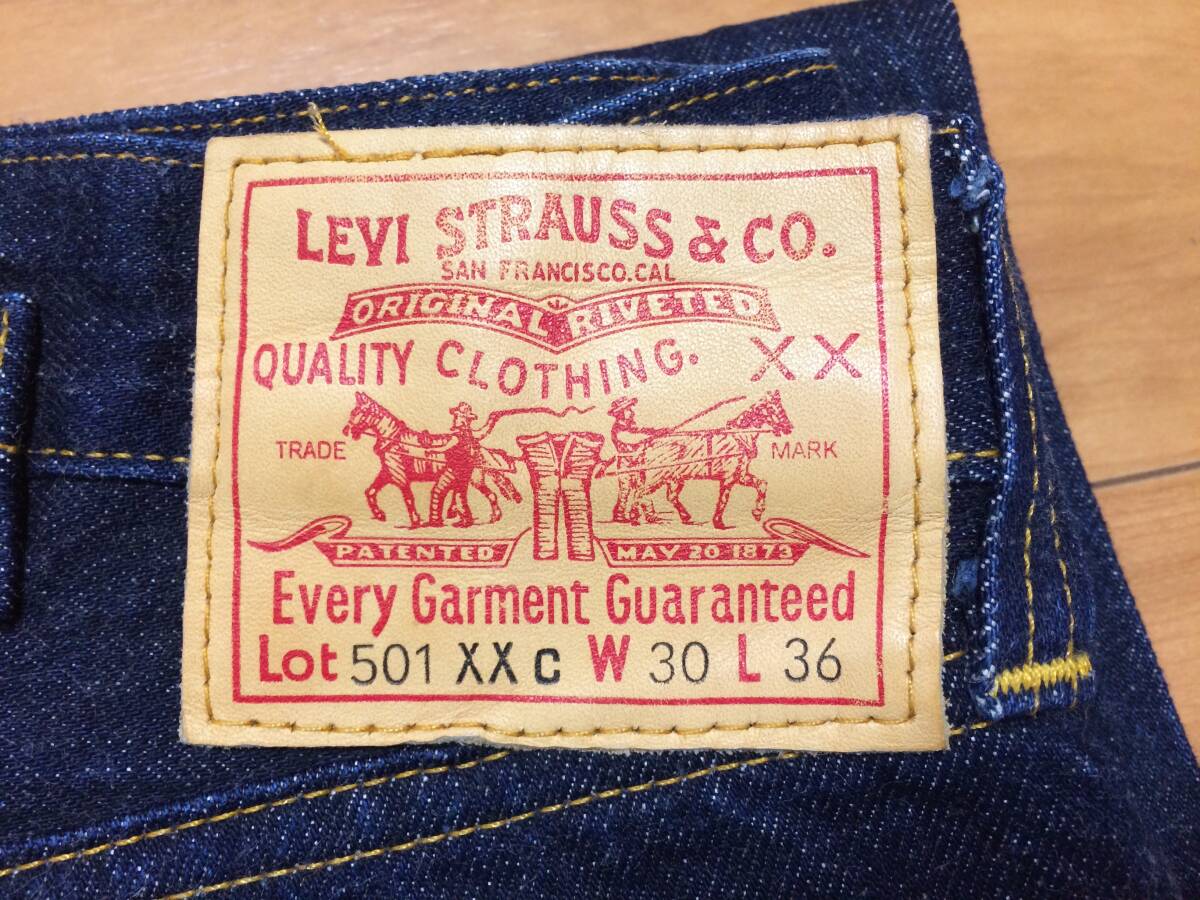 LEVI STRAUSS & CO.
SAN FRANCISCO.CAL
ORIGINAL RIVETED
QUALITY CLOTHING. XX
TRADE MARK
PATENTED MAY 20 1873
Every Garment Guaranteed
Lot 501 XX C W 30 L 36